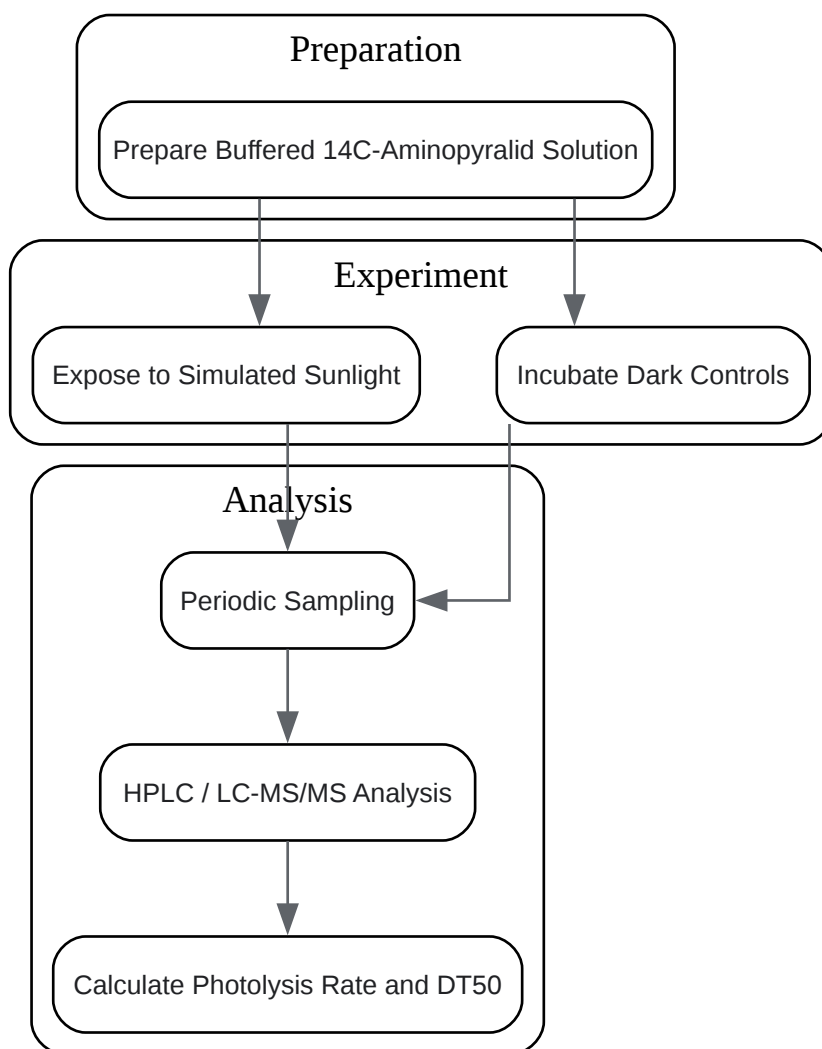 Preparation
Prepare Buffered 14C-Aminopyralid Solution
Experiment
Expose to Simulated Sunlight
Incubate Dark Controls
Analysis
Periodic Sampling
HPLC / LC-MS/MS Analysis
Calculate Photolysis Rate and DT50